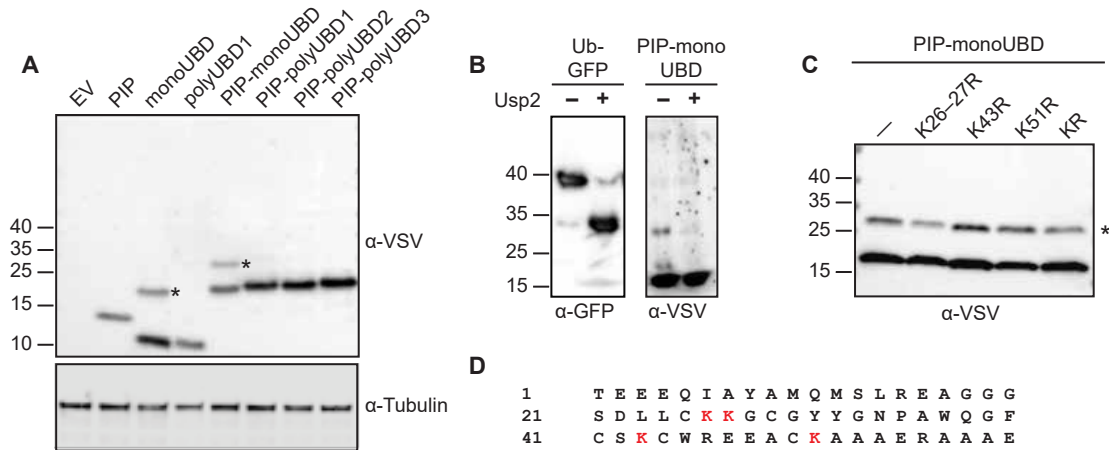 A
EV
PIP
monoUBD
polyUBD1
PIP-monoUBD
PIP-polyUBD1
PIP-polyUBD2
PIP-polyUBD3
40
35
25
15
10
*
*
α-VSV
α-Tubulin
B
Ub-
GFP
PIP-mono
UBD
Usp2
– + – +
40
35
25
15
α-GFP
α-VSV
C
PIP-monoUBD
–
K26–27R
K43R
K51R
KR
40
35
25
15
*
α-VSV
D
1 T E E E Q I A Y A M Q M S L R E A G G G
21 S D L L C K K G C G Y Y G N P A W Q G F
41 C S K C W R E E A C K A A A E R A A A E